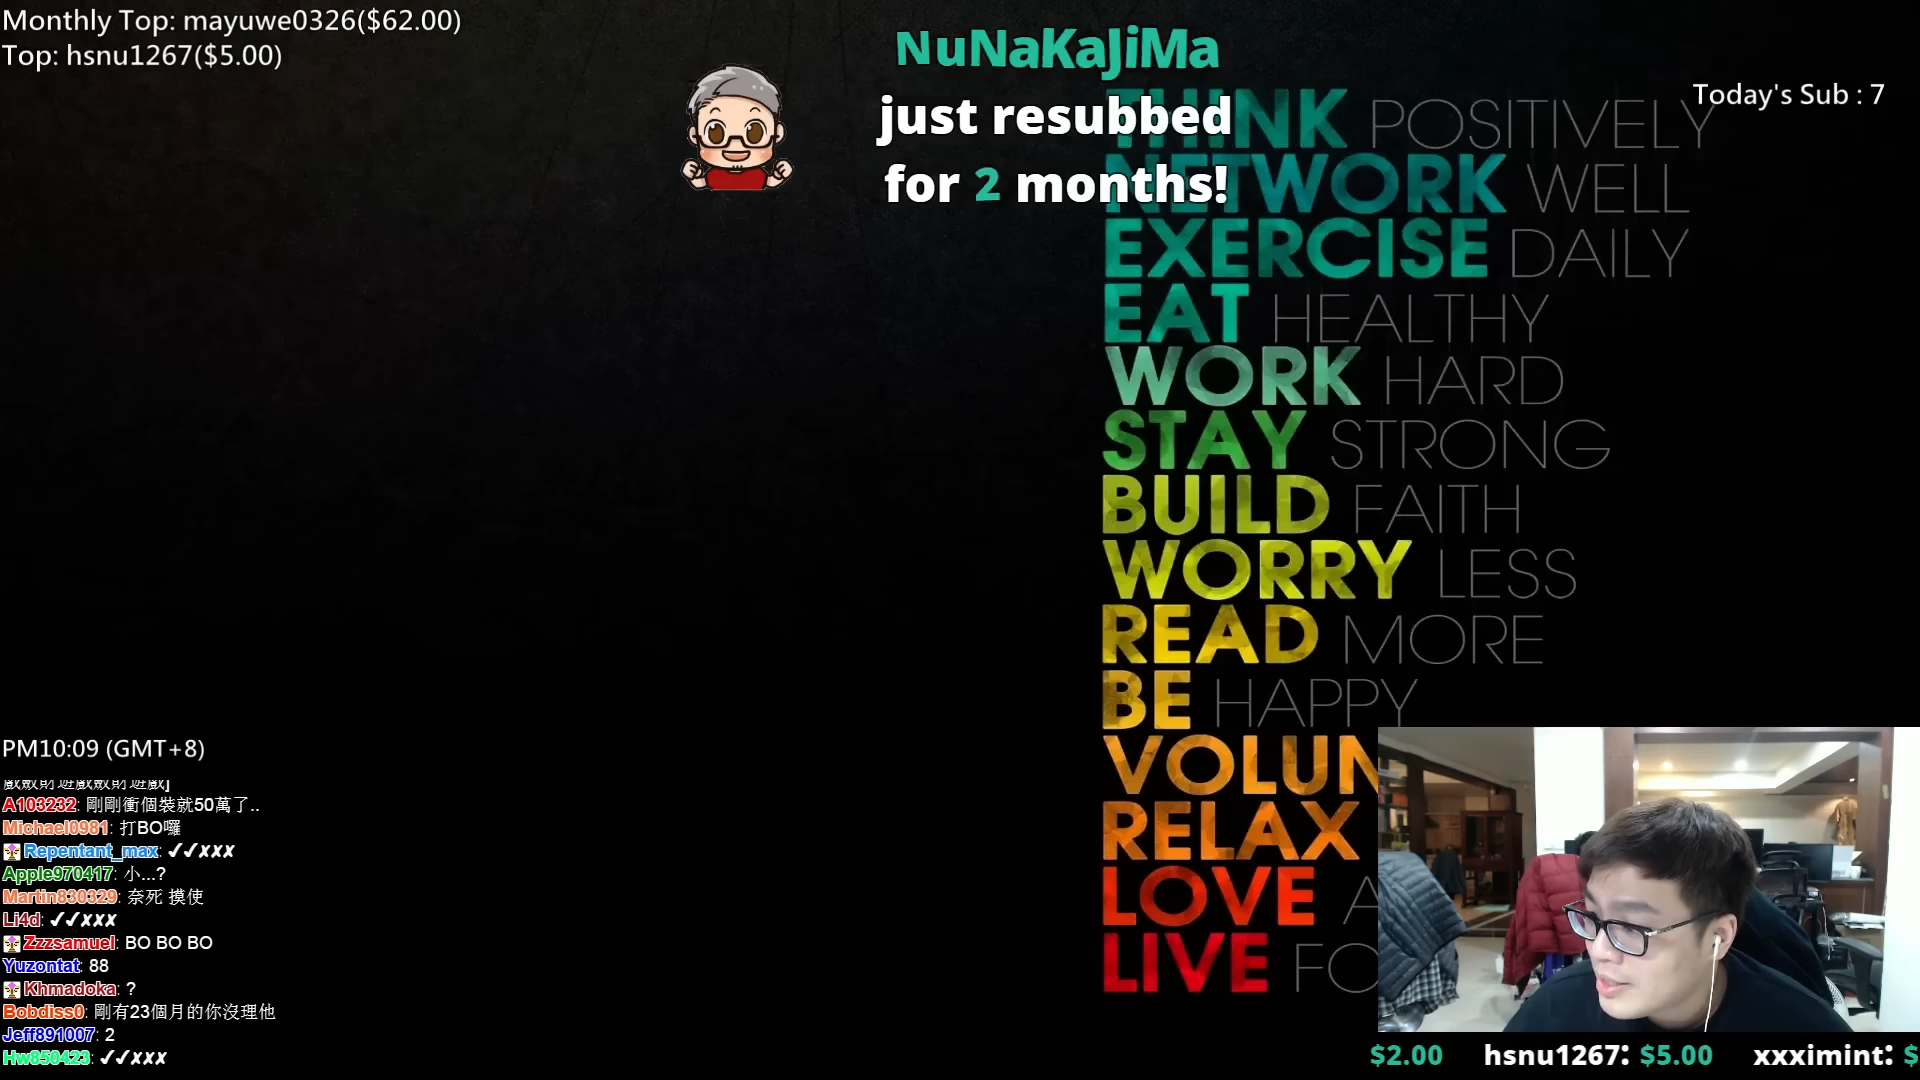 Monthly Top: mayuwe0326($62.00)
Top: hsnu1267($5.00)
NuNaKaJiMa
just resubbed
for 2 months!
Today's Sub : 7
THINK POSITIVELY
NETWORK WELL
EXERCISE DAILY
EAT HEALTHY
WORK HARD
STAY STRONG
BUILD FAITH
WORRY LESS
READ MORE
BE HAPPY
VOLUN
RELAX
LOVE A
LIVE FO
PM10:09 (GMT+8)
A103232: 剛剛衝個裝就50萬了..
Michael0981: 打BO囉
Repentant_max: ✓✓✗✗✗
Apple970417: 小...?
Martin830329: 奈死 摸使
Li4d: ✓✓✗✗✗
Zzzsamuel: BO BO BO
Yuzontat: 88
Khmadoka: ?
Bobdiss0: 剛有23個月的你沒理他
Jeff891007: 2
Hw850423: ✓✓✗✗✗
$2.00 hsnu1267: $5.00 xxximint: $